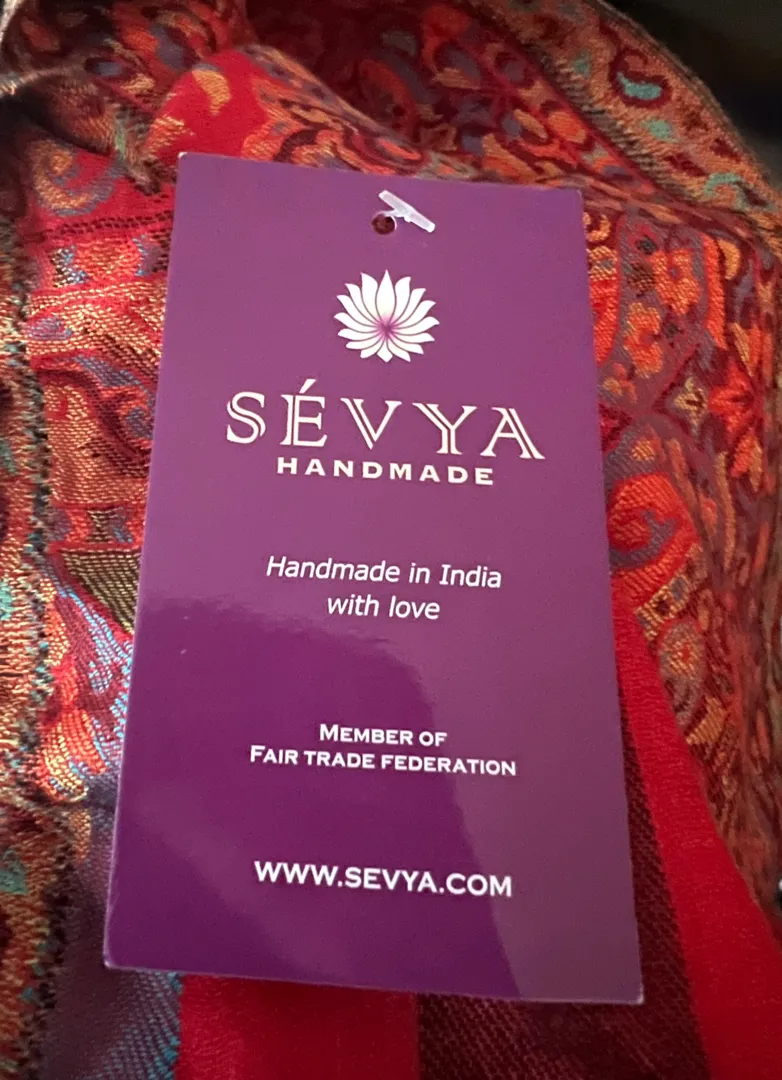 SÉVYA
HANDMADE
Handmade in India
with love
MEMBER OF
FAIR TRADE FEDERATION
WWW.SEVYA.COM